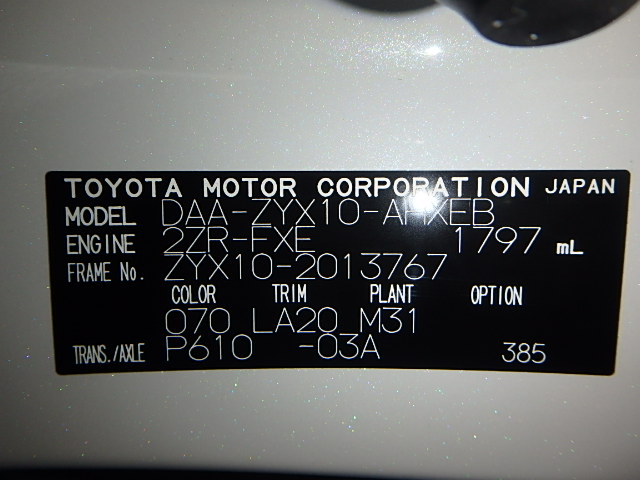 TOYOTA MOTOR CORPORATION JAPAN
MODEL DAA-ZYX10-AHXEB
ENGINE 2ZR-FXE 1797 mL
FRAME No. ZYX10-2013767
COLOR TRIM PLANT OPTION
070 LA20 M31
TRANS./AXLE P610 -03A 385